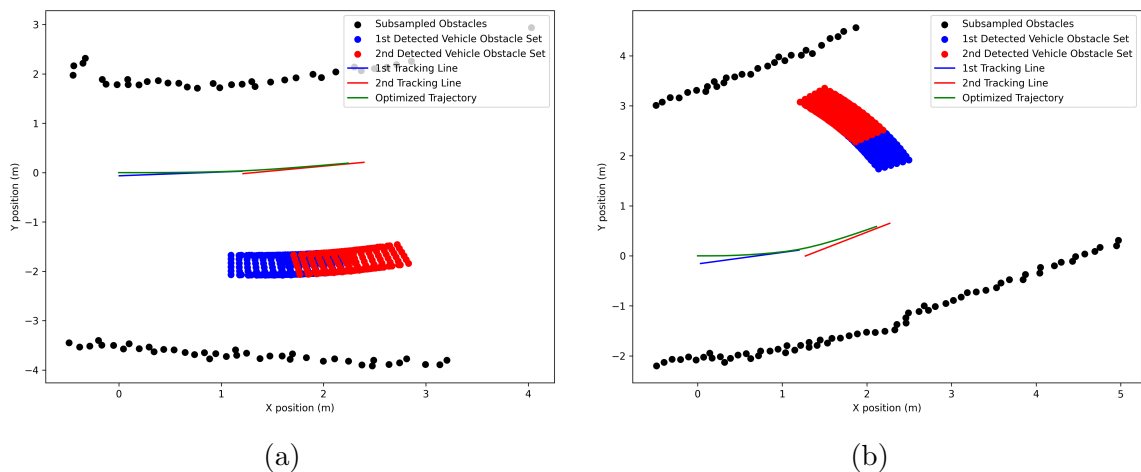 Subsampled Obstacles
1st Detected Vehicle Obstacle Set
2nd Detected Vehicle Obstacle Set
1st Tracking Line
2nd Tracking Line
Optimized Trajectory
3
2
1
0
−1
−2
−3
−4
Y position (m)
0
1
2
3
4
X position (m)
(a)
Subsampled Obstacles
1st Detected Vehicle Obstacle Set
2nd Detected Vehicle Obstacle Set
1st Tracking Line
2nd Tracking Line
Optimized Trajectory
4
3
2
1
0
−1
−2
Y position (m)
0
1
2
3
4
5
X position (m)
(b)